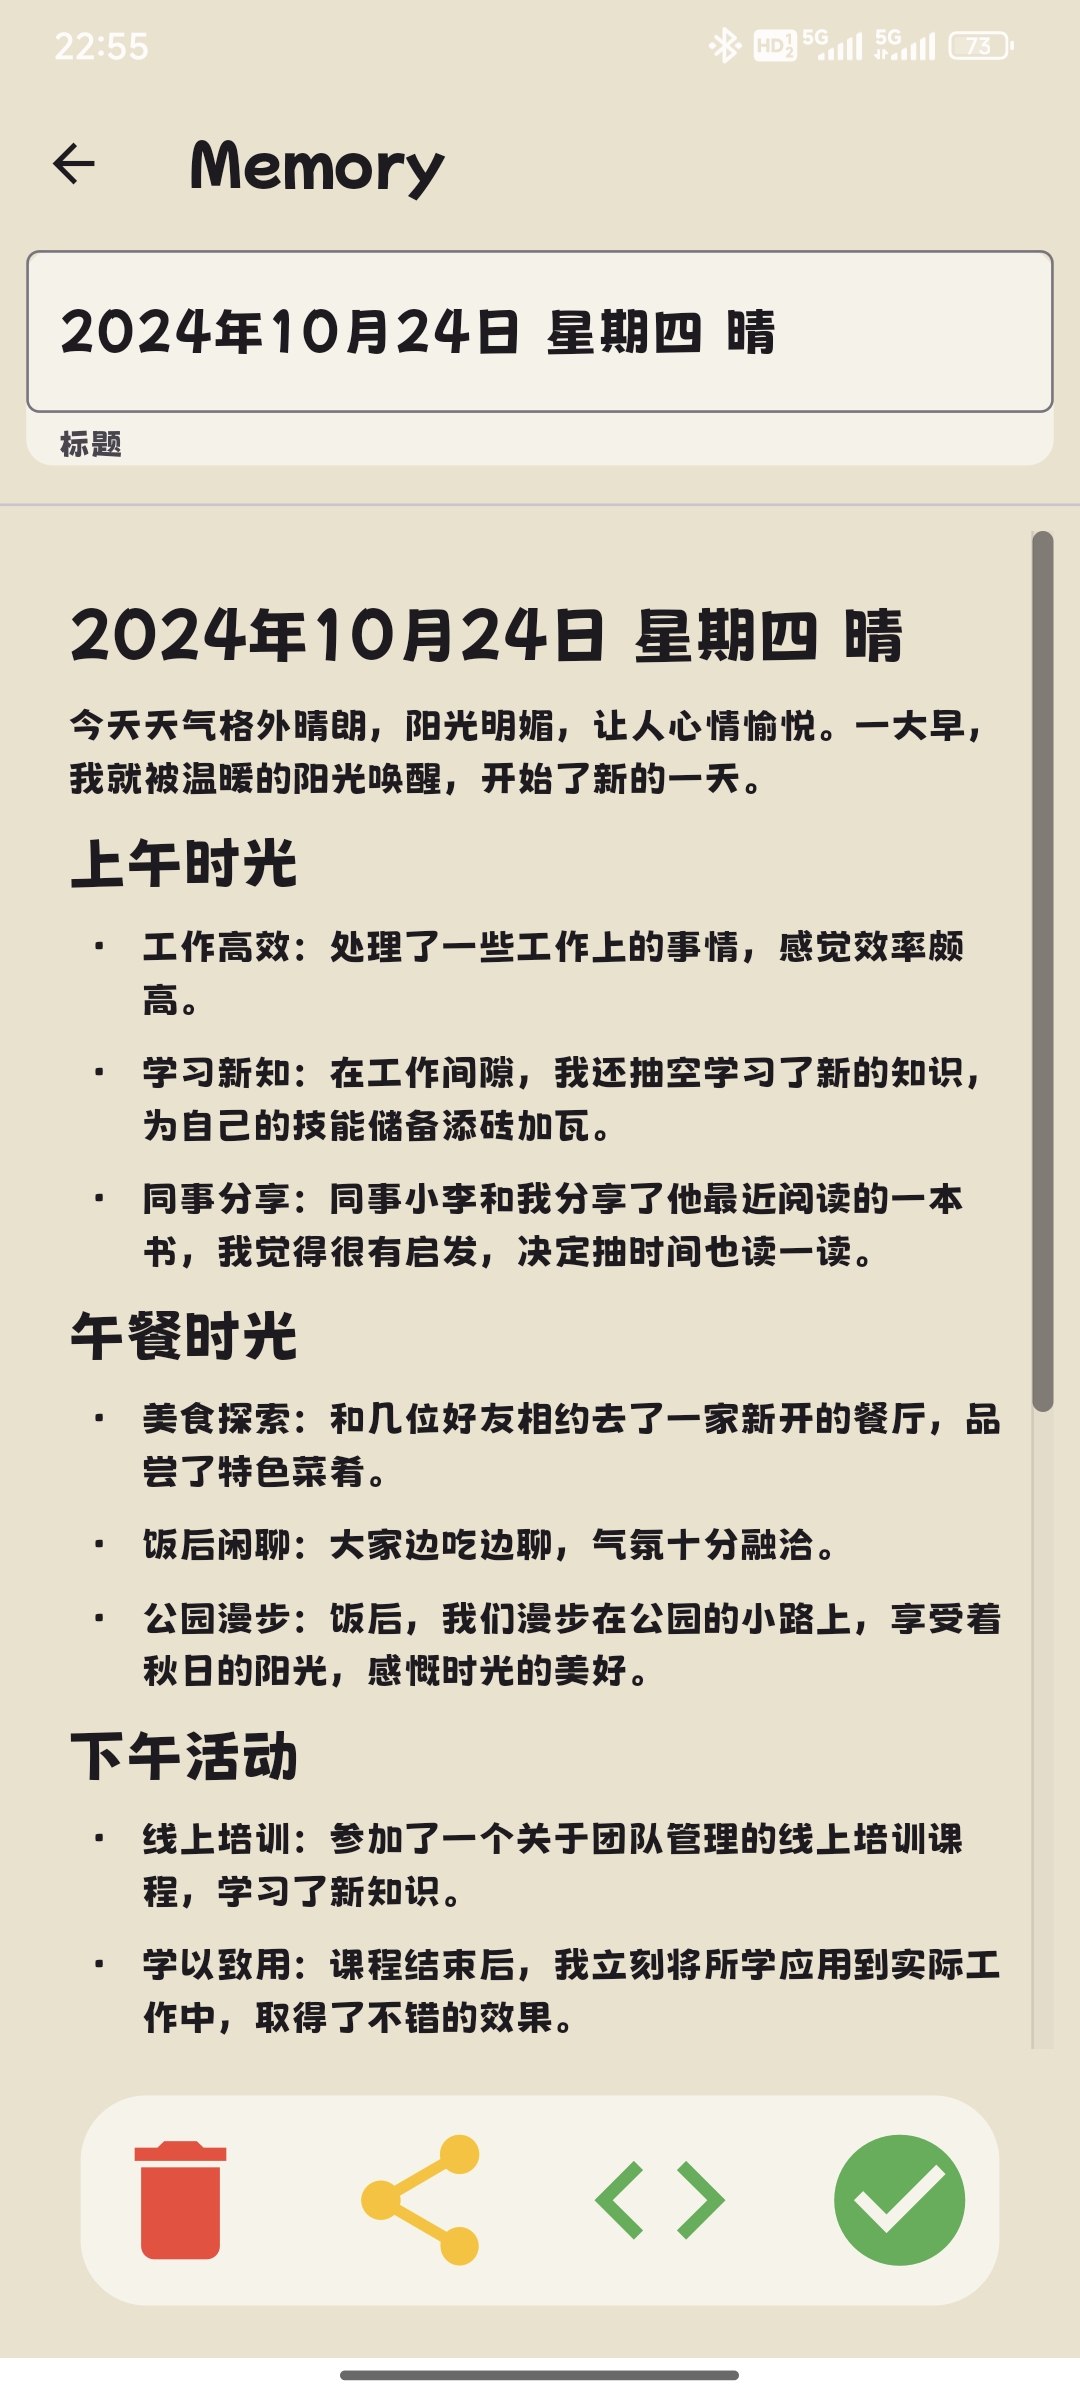 22:55
HD 1 2 5G 5G 73
Memory
2024年10月24日 星期四 晴
标题
2024年10月24日 星期四 晴
今天天气格外晴朗，阳光明媚，让人心情愉悦。一大早，
我就被温暖的阳光唤醒，开始了新的一天。
上午时光
· 工作高效：处理了一些工作上的事情，感觉效率颇
高。
· 学习新知：在工作间隙，我还抽空学习了新的知识，
为自己的技能储备添砖加瓦。
· 同事分享：同事小李和我分享了他最近阅读的一本
书，我觉得很有启发，决定抽时间也读一读。
午餐时光
· 美食探索：和几位好友相约去了一家新开的餐厅，品
尝了特色菜肴。
· 饭后闲聊：大家边吃边聊，气氛十分融洽。
· 公园漫步：饭后，我们漫步在公园的小路上，享受着
秋日的阳光，感慨时光的美好。
下午活动
· 线上培训：参加了一个关于团队管理的线上培训课
程，学习了新知识。
· 学以致用：课程结束后，我立刻将所学应用到实际工
作中，取得了不错的效果。